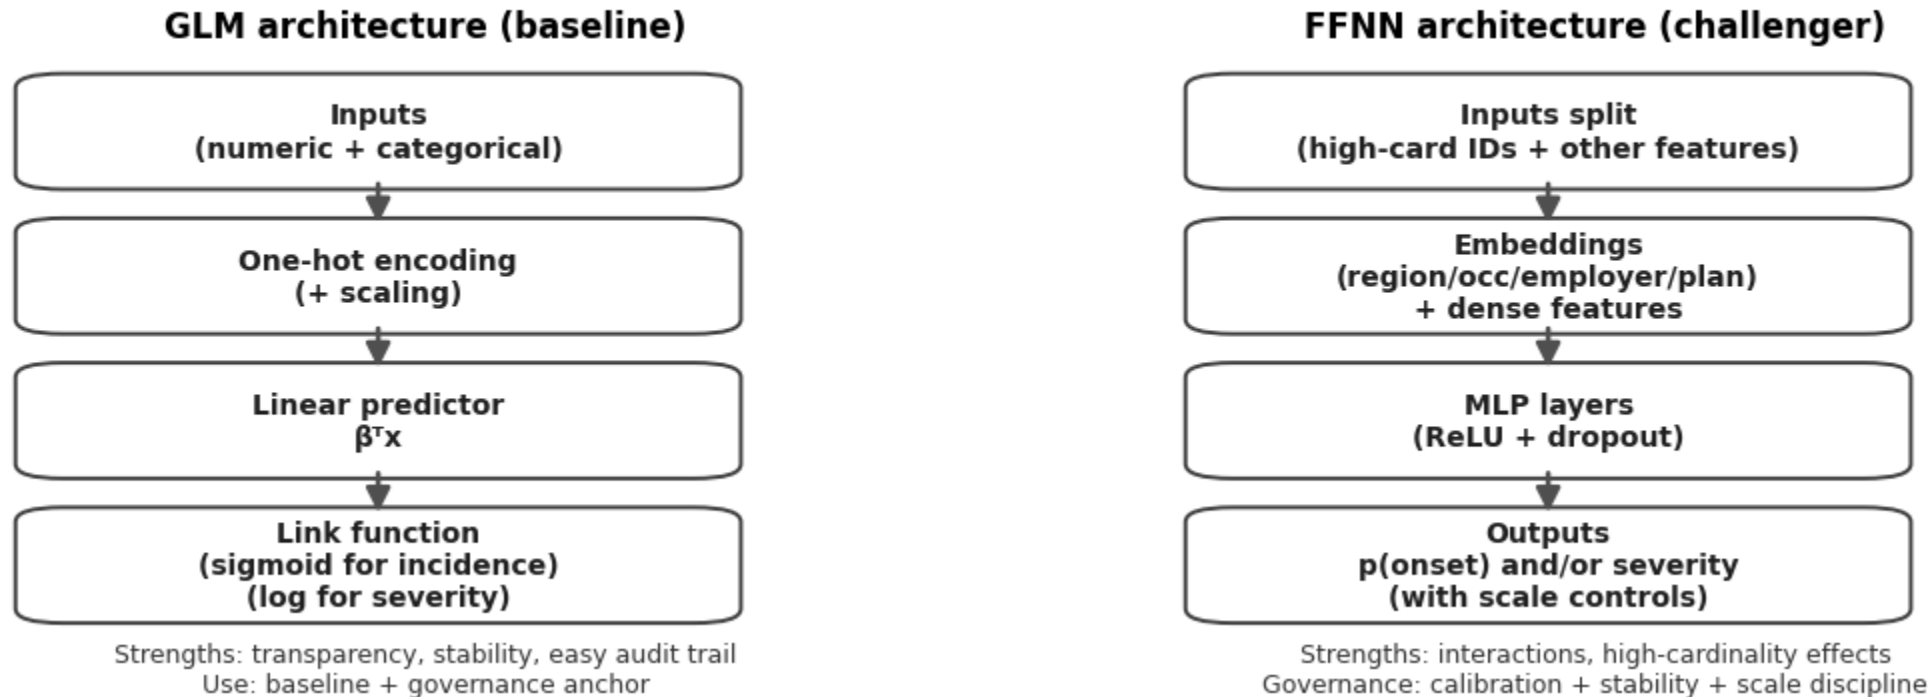 GLM architecture (baseline)
Inputs
(numeric + categorical)
One-hot encoding
(+ scaling)
Linear predictor
βᵀx
Link function
(sigmoid for incidence)
(log for severity)
Strengths: transparency, stability, easy audit trail
Use: baseline + governance anchor
FFNN architecture (challenger)
Inputs split
(high-card IDs + other features)
Embeddings
(region/occ/employer/plan)
+ dense features
MLP layers
(ReLU + dropout)
Outputs
p(onset) and/or severity
(with scale controls)
Strengths: interactions, high-cardinality effects
Governance: calibration + stability + scale discipline